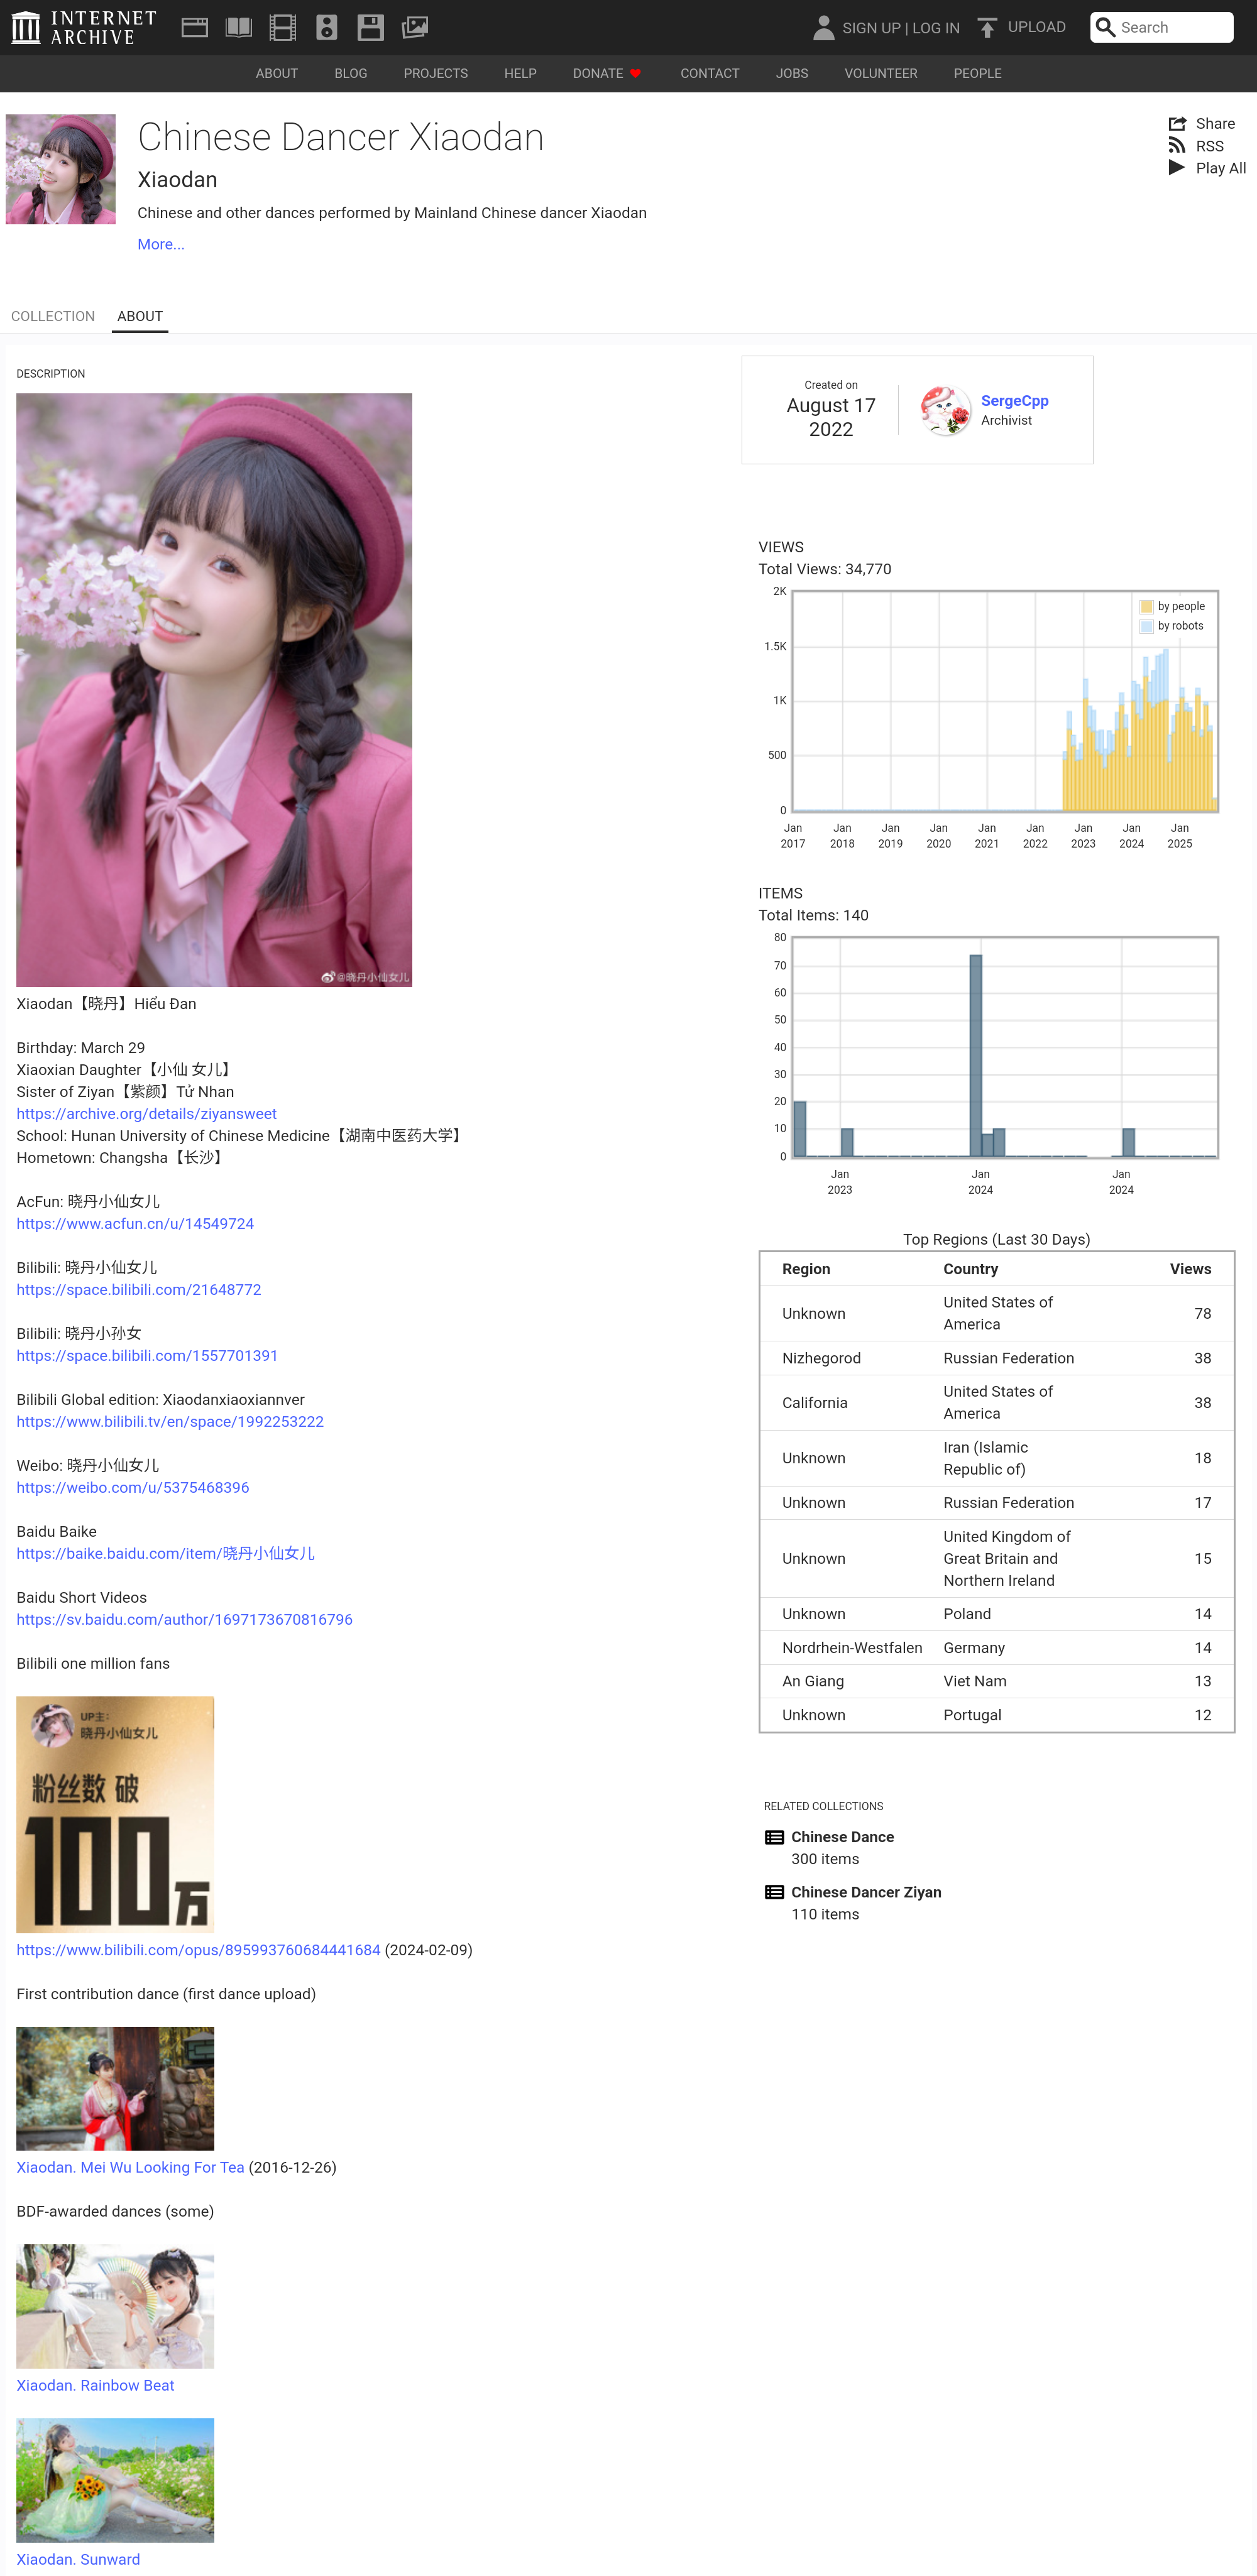 INTERNET
ARCHIVE
SIGN UP | LOG IN
UPLOAD
Search
ABOUT
BLOG
PROJECTS
HELP
DONATE
CONTACT
JOBS
VOLUNTEER
PEOPLE
Chinese Dancer Xiaodan
Xiaodan
Chinese and other dances performed by Mainland Chinese dancer Xiaodan
More...
Share
RSS
Play All
COLLECTION
ABOUT
DESCRIPTION
@晓丹小仙女儿
Xiaodan【晓丹】Hiểu Đan
Birthday: March 29
Xiaoxian Daughter【小仙 女儿】
Sister of Ziyan【紫颜】Tử Nhan
https://archive.org/details/ziyansweet
School: Hunan University of Chinese Medicine【湖南中医药大学】
Hometown: Changsha【长沙】
AcFun: 晓丹小仙女儿
https://www.acfun.cn/u/14549724
Bilibili: 晓丹小仙女儿
https://space.bilibili.com/21648772
Bilibili: 晓丹小孙女
https://space.bilibili.com/1557701391
Bilibili Global edition: Xiaodanxiaoxiannver
https://www.bilibili.tv/en/space/1992253222
Weibo: 晓丹小仙女儿
https://weibo.com/u/5375468396
Baidu Baike
https://baike.baidu.com/item/晓丹小仙女儿
Baidu Short Videos
https://sv.baidu.com/author/1697173670816796
Bilibili one million fans
UP主:
晓丹小仙女儿
粉丝数 破
100万
https://www.bilibili.com/opus/895993760684441684 (2024-02-09)
First contribution dance (first dance upload)
Xiaodan. Mei Wu Looking For Tea (2016-12-26)
BDF-awarded dances (some)
Xiaodan. Rainbow Beat
Xiaodan. Sunward
Created on
August 17
2022
SergeCpp
Archivist
VIEWS
Total Views: 34,770
2K
1.5K
1K
500
0
by people
by robots
Jan 2017
Jan 2018
Jan 2019
Jan 2020
Jan 2021
Jan 2022
Jan 2023
Jan 2024
Jan 2025
ITEMS
Total Items: 140
80
70
60
50
40
30
20
10
0
Jan 2023
Jan 2024
Jan 2024
Top Regions (Last 30 Days)
Region Country Views
Unknown United States of America 78
Nizhegorod Russian Federation 38
California United States of America 38
Unknown Iran (Islamic Republic of) 18
Unknown Russian Federation 17
Unknown United Kingdom of Great Britain and Northern Ireland 15
Unknown Poland 14
Nordrhein-Westfalen Germany 14
An Giang Viet Nam 13
Unknown Portugal 12
RELATED COLLECTIONS
Chinese Dance
300 items
Chinese Dancer Ziyan
110 items